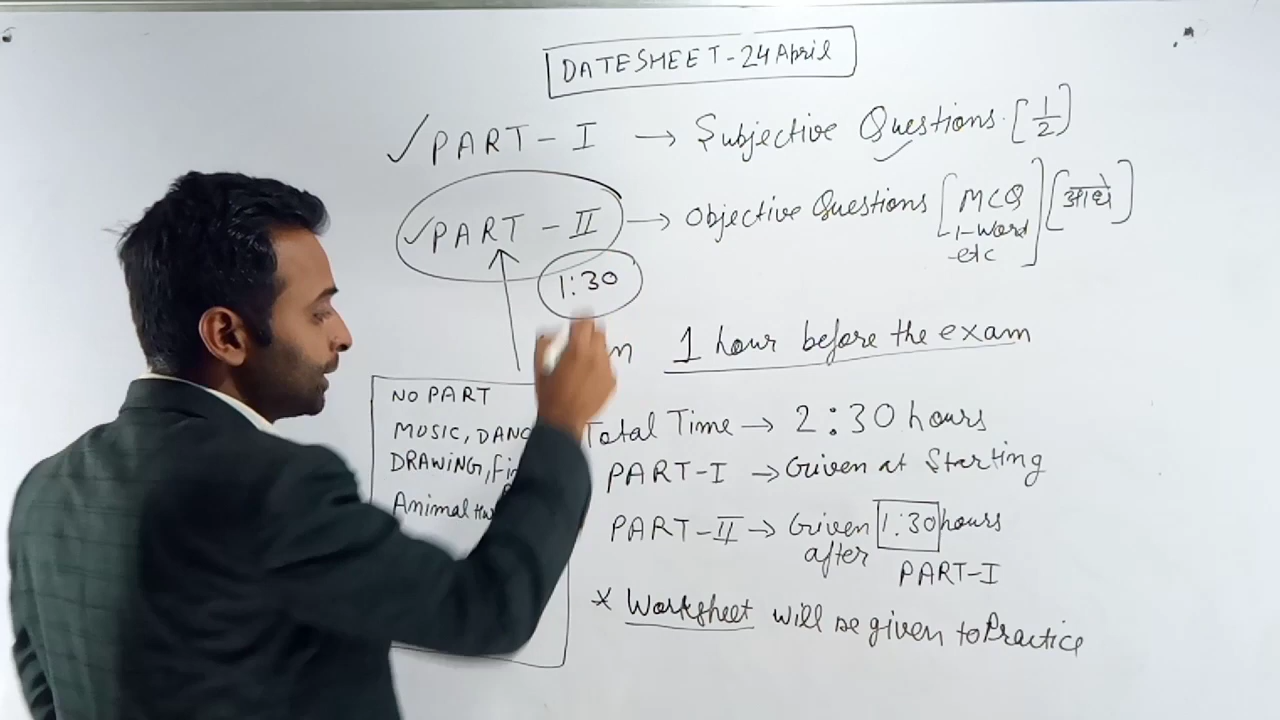 DATESHEET-24 April
✓PART-I → Subjective Questions. [1/2]
✓PART-II → Objective Questions [MCQ
1-Word
etc] [आधे]
1:30
1 hour before the exam
NO PART
MUSIC,
DRAWING,
Animal
Total Time → 2:30 hours
PART-I → Given at Starting
PART-II → Given 1:30 hours
after PART-I
* Worksheet will be given to Practice